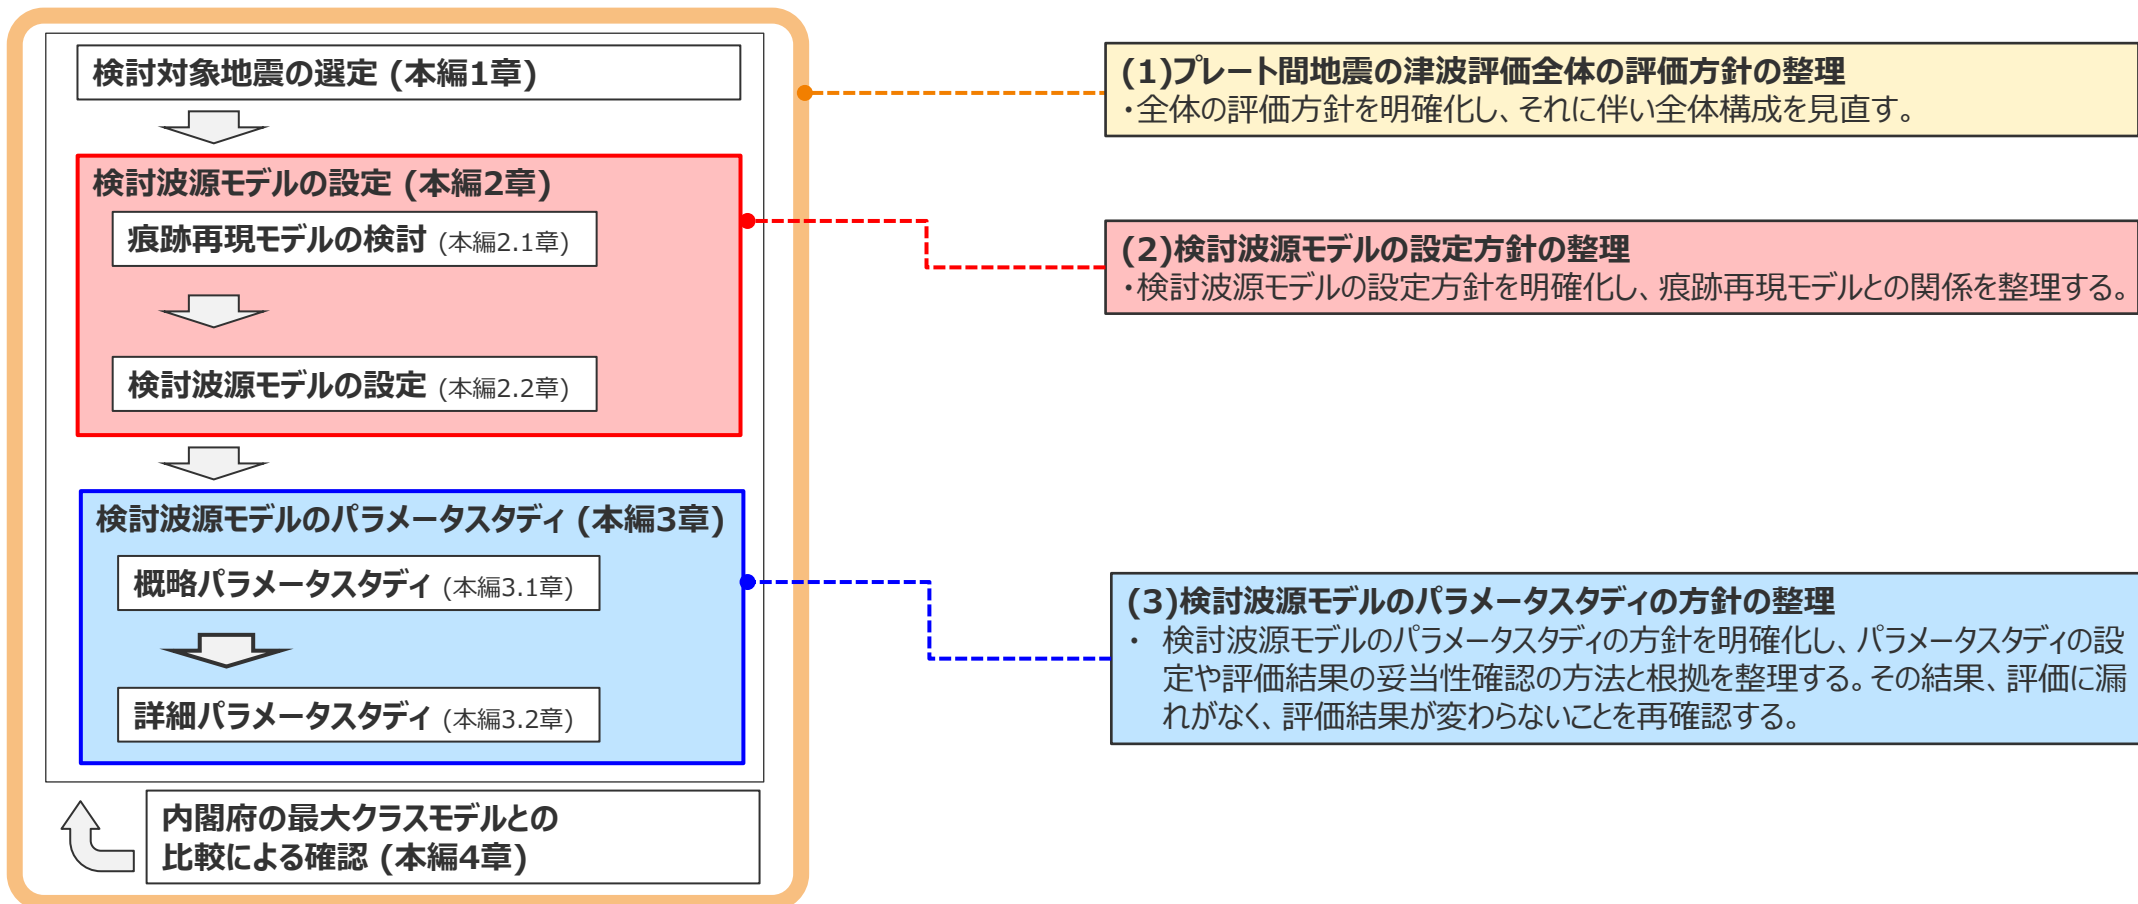 検討対象地震の選定 (本編1章)
検討波源モデルの設定 (本編2章)
痕跡再現モデルの検討 (本編2.1章)
検討波源モデルの設定 (本編2.2章)
検討波源モデルのパラメータスタディ (本編3章)
概略パラメータスタディ (本編3.1章)
詳細パラメータスタディ (本編3.2章)
内閣府の最大クラスモデルとの
比較による確認 (本編4章)
(1)プレート間地震の津波評価全体の評価方針の整理
・全体の評価方針を明確化し、それに伴い全体構成を見直す。
(2)検討波源モデルの設定方針の整理
・検討波源モデルの設定方針を明確化し、痕跡再現モデルとの関係を整理する。
(3)検討波源モデルのパラメータスタディの方針の整理
・ 検討波源モデルのパラメータスタディの方針を明確化し、パラメータスタディの設
定や評価結果の妥当性確認の方法と根拠を整理する。その結果、評価に漏
れがなく、評価結果が変わらないことを再確認する。